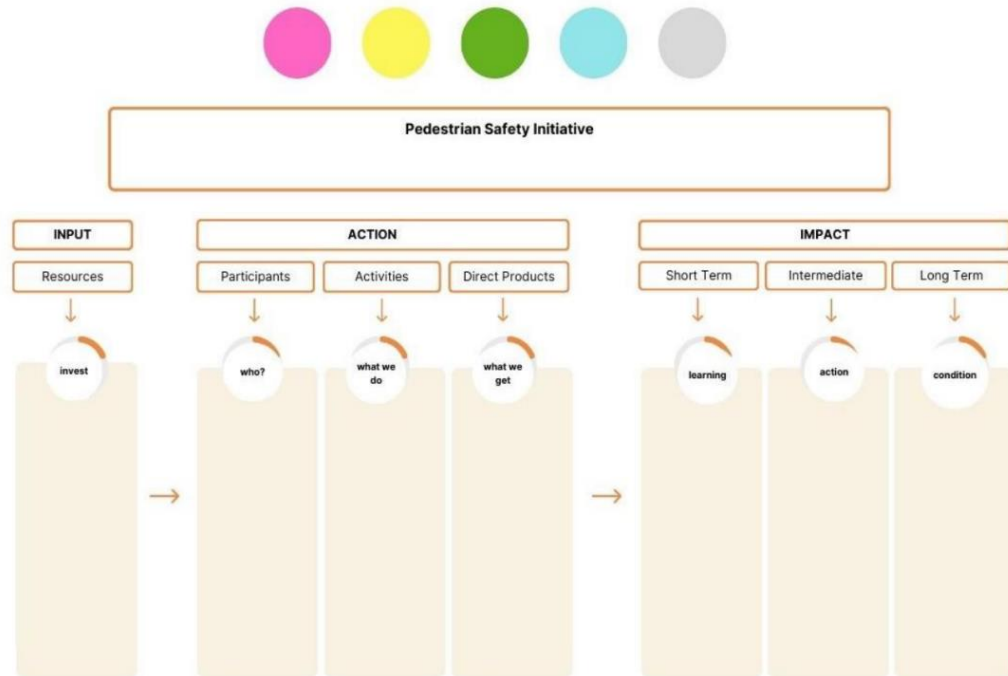 Pedestrian Safety Initiative
INPUT
ACTION
IMPACT
Resources
Participants
Activities
Direct Products
Short Term
Intermediate
Long Term
invest
who?
what we
do
what we
get
learning
action
condition